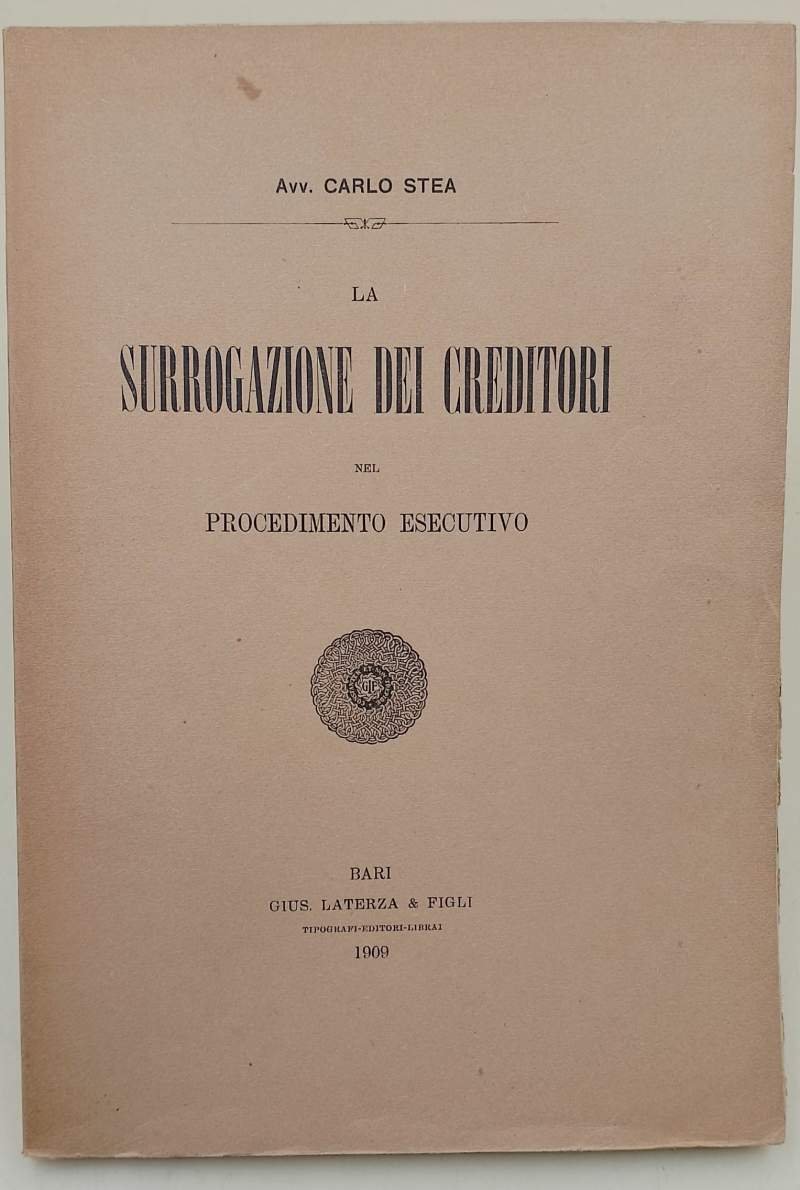 Avv. CARLO STEA
LA
SURROGAZIONE DEI CREDITORI
NEL
PROCEDIMENTO ESECUTIVO
BARI
GIUS. LATERZA & FIGLI
TIPOGRAFI-EDITORI-LIBRAI
1909